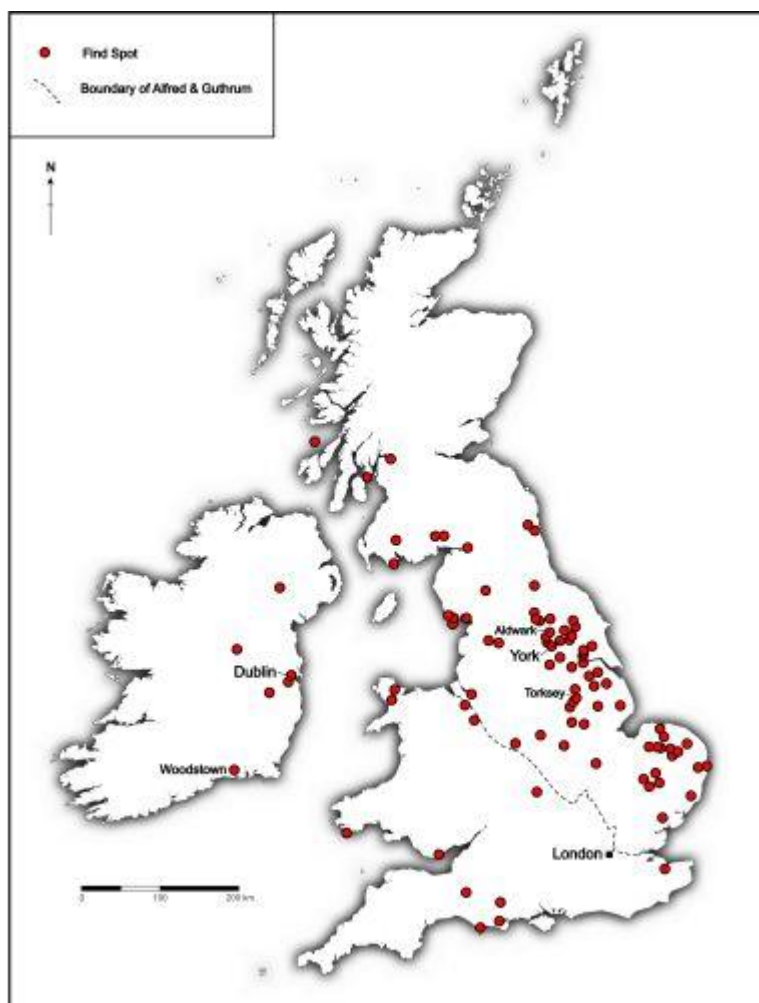 Find Spot
Boundary of Alfred & Guthrum
N
Aldwark
York
Dublin
Torksey
Woodstown
London
0 100 200 km